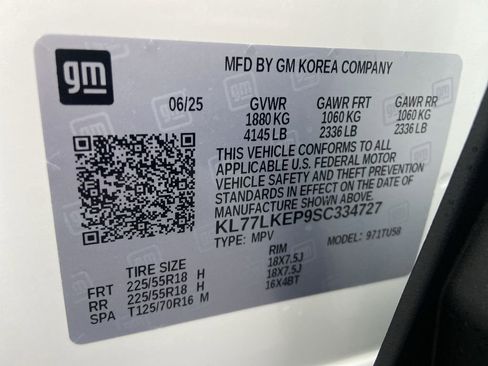 gm
MFD BY GM KOREA COMPANY
06/25 GVWR GAWR FRT GAWR RR
1880 KG 1060 KG 1060 KG
4145 LB 2336 LB 2336 LB
THIS VEHICLE CONFORMS TO ALL
APPLICABLE U.S. FEDERAL MOTOR
VEHICLE SAFETY AND THEFT PREVENTION
STANDARDS IN EFFECT ON THE DATE OF
MANUFACTURE SHOWN ABOVE.
KL77LKEP9SC334727
TYPE: MPV MODEL: 971TU58
TIRE SIZE RIM
FRT 225/55R18 H 18X7.5J
RR 225/55R18 H 18X7.5J
SPA T125/70R16 M 16X4BT